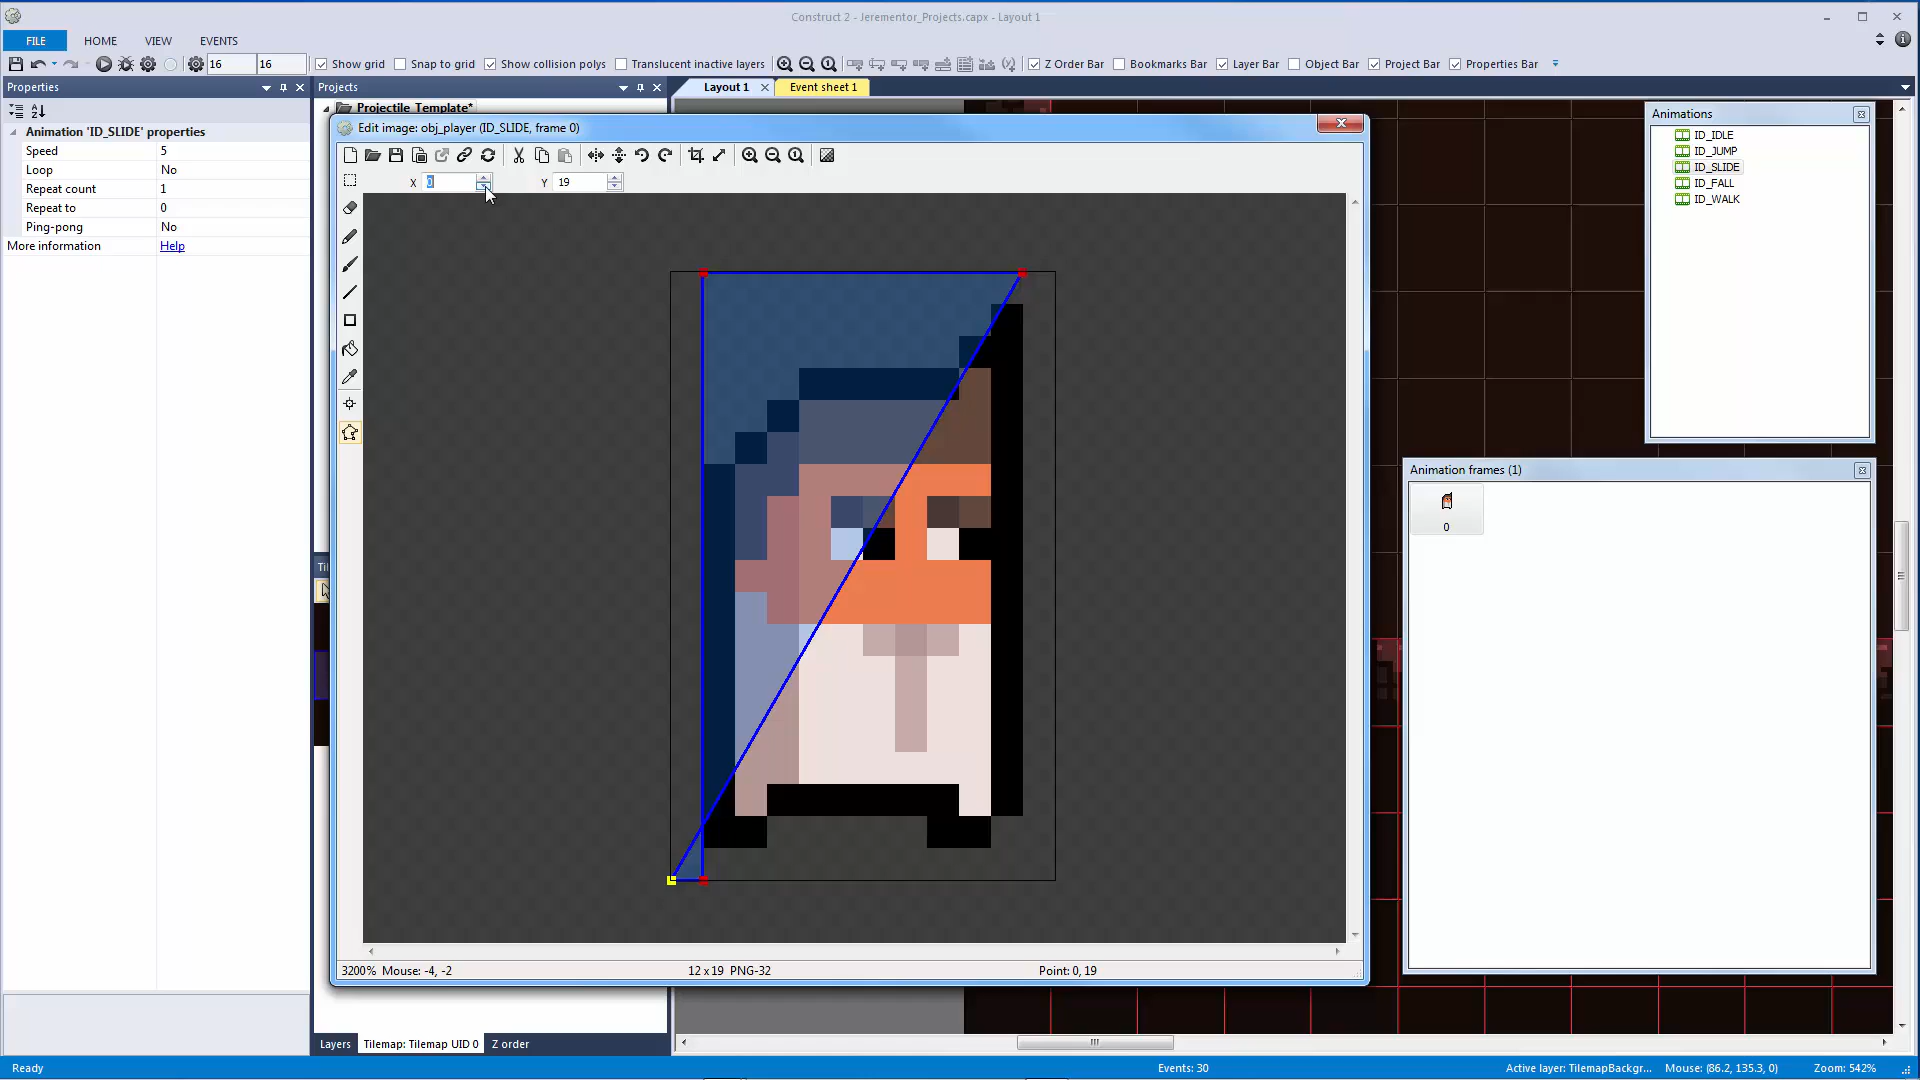 Construct 2 - Jerementor_Projects.capx - Layout 1
FILE HOME VIEW EVENTS
16 16 Show grid Snap to grid Show collision polys Translucent inactive layers Z Order Bar Bookmarks Bar Layer Bar Object Bar Project Bar Properties Bar
Properties
Animation 'ID_SLIDE' properties
Speed 5
Loop No
Repeat count 1
Repeat to 0
Ping-pong No
More information Help
Projects
Projectile Template*
Layout 1 Event sheet 1
Edit image: obj_player (ID_SLIDE, frame 0)
X 0 Y 19
3200% Mouse: -4, -2 12 x 19 PNG-32 Point: 0, 19
Til
Animations
ID_IDLE
ID_JUMP
ID_SLIDE
ID_FALL
ID_WALK
Animation frames (1)
0
Layers Tilemap: Tilemap UID 0 Z order
Ready Events: 30 Active layer: TilemapBackgr... Mouse: (86.2, 135.3, 0) Zoom: 542%